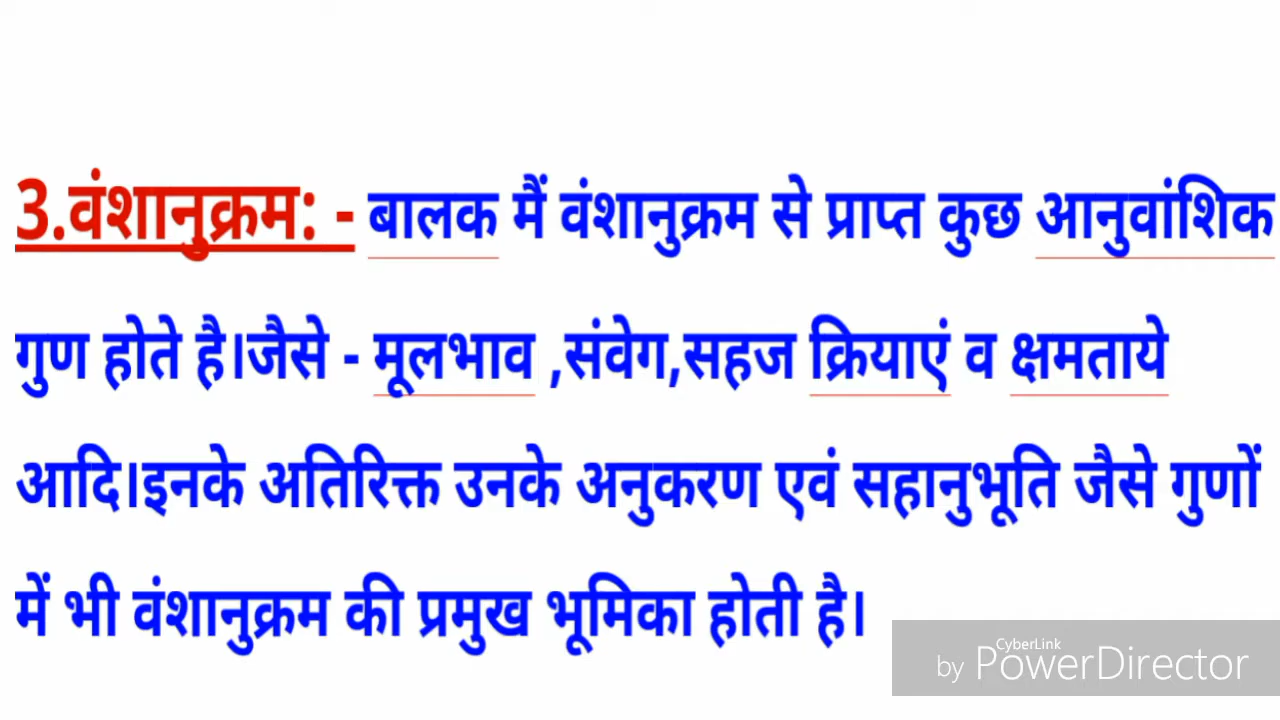 3.वंशानुक्रम: - बालक मैं वंशानुक्रम से प्राप्त कुछ आनुवांशिक
गुण होते है।जैसे - मूलभाव ,संवेग,सहज क्रियाएं व क्षमताये
आदि।इनके अतिरिक्त उनके अनुकरण एवं सहानुभूति जैसे गुणों
में भी वंशानुक्रम की प्रमुख भूमिका होती है।
CyberLink
by PowerDirector